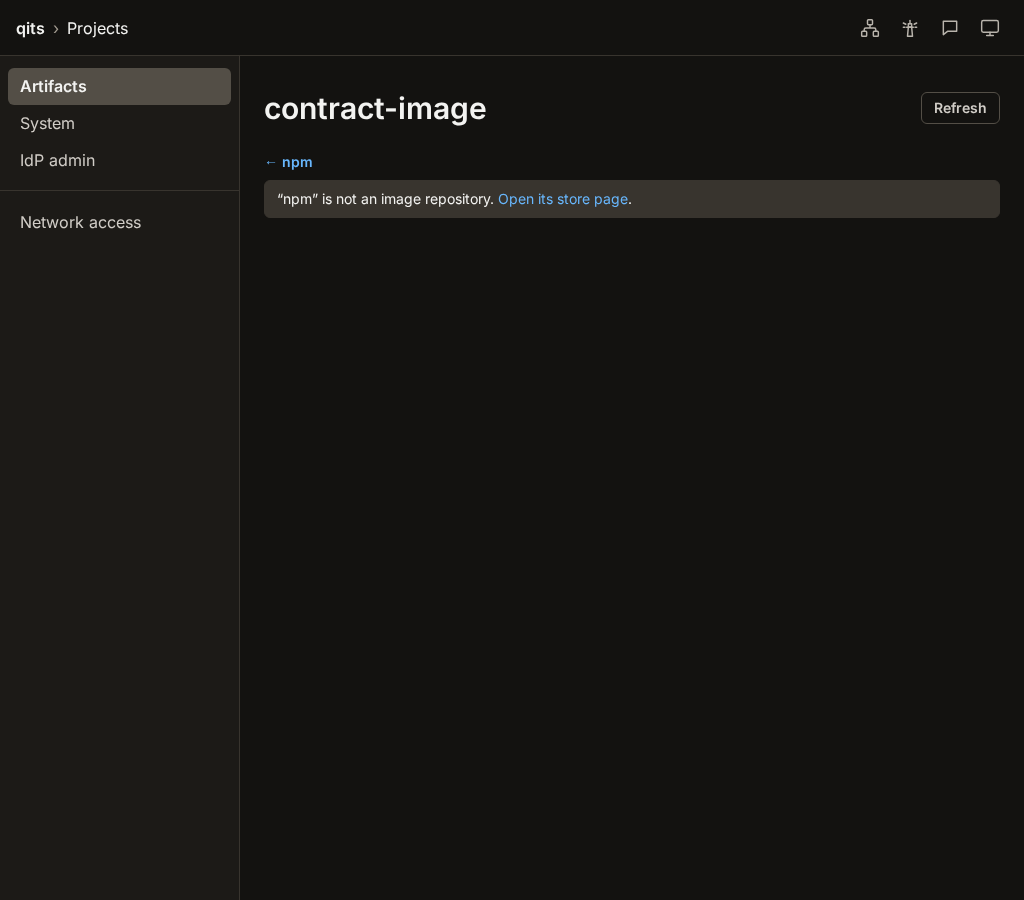 qits › Projects
Artifacts
System
IdP admin
Network access
contract-image
Refresh
← npm
“npm” is not an image repository. Open its store page.